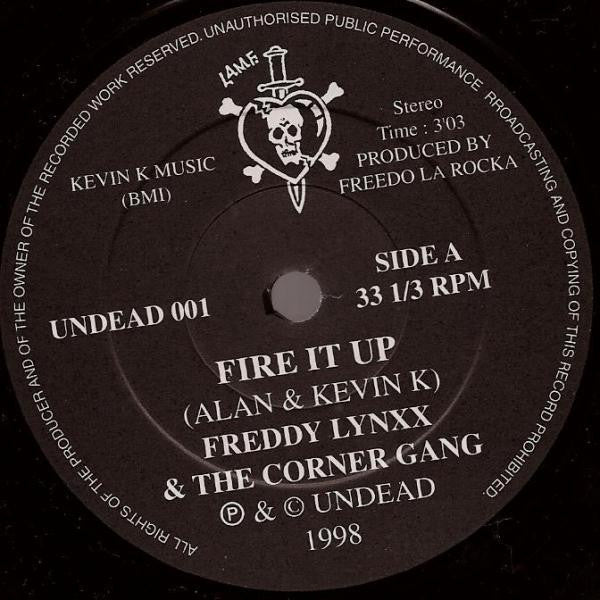 ALL RIGHTS OF THE PRODUCER AND OF THE OWNER OF THE RECORDED WORK RESERVED. UNAUTHORISED PUBLIC PERFORMANCE RROADCASTING AND COPYING OF THIS RECORD PROHIBITED.
L.A.M.F.
KEVIN K MUSIC
(BMI)
Stereo
Time : 3'03
PRODUCED BY
FREEDO LA ROCKA
UNDEAD 001
SIDE A
33 1/3 RPM
FIRE IT UP
(ALAN & KEVIN K)
FREDDY LYNXX
& THE CORNER GANG
℗ & © UNDEAD
1998